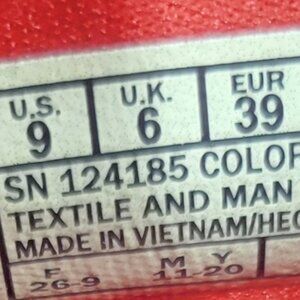 U.S. U.K. EUR
9 6 39
SN 124185 COLOR
TEXTILE AND MAN
MADE IN VIETNAM/HEC
F M Y
26-9 11-20